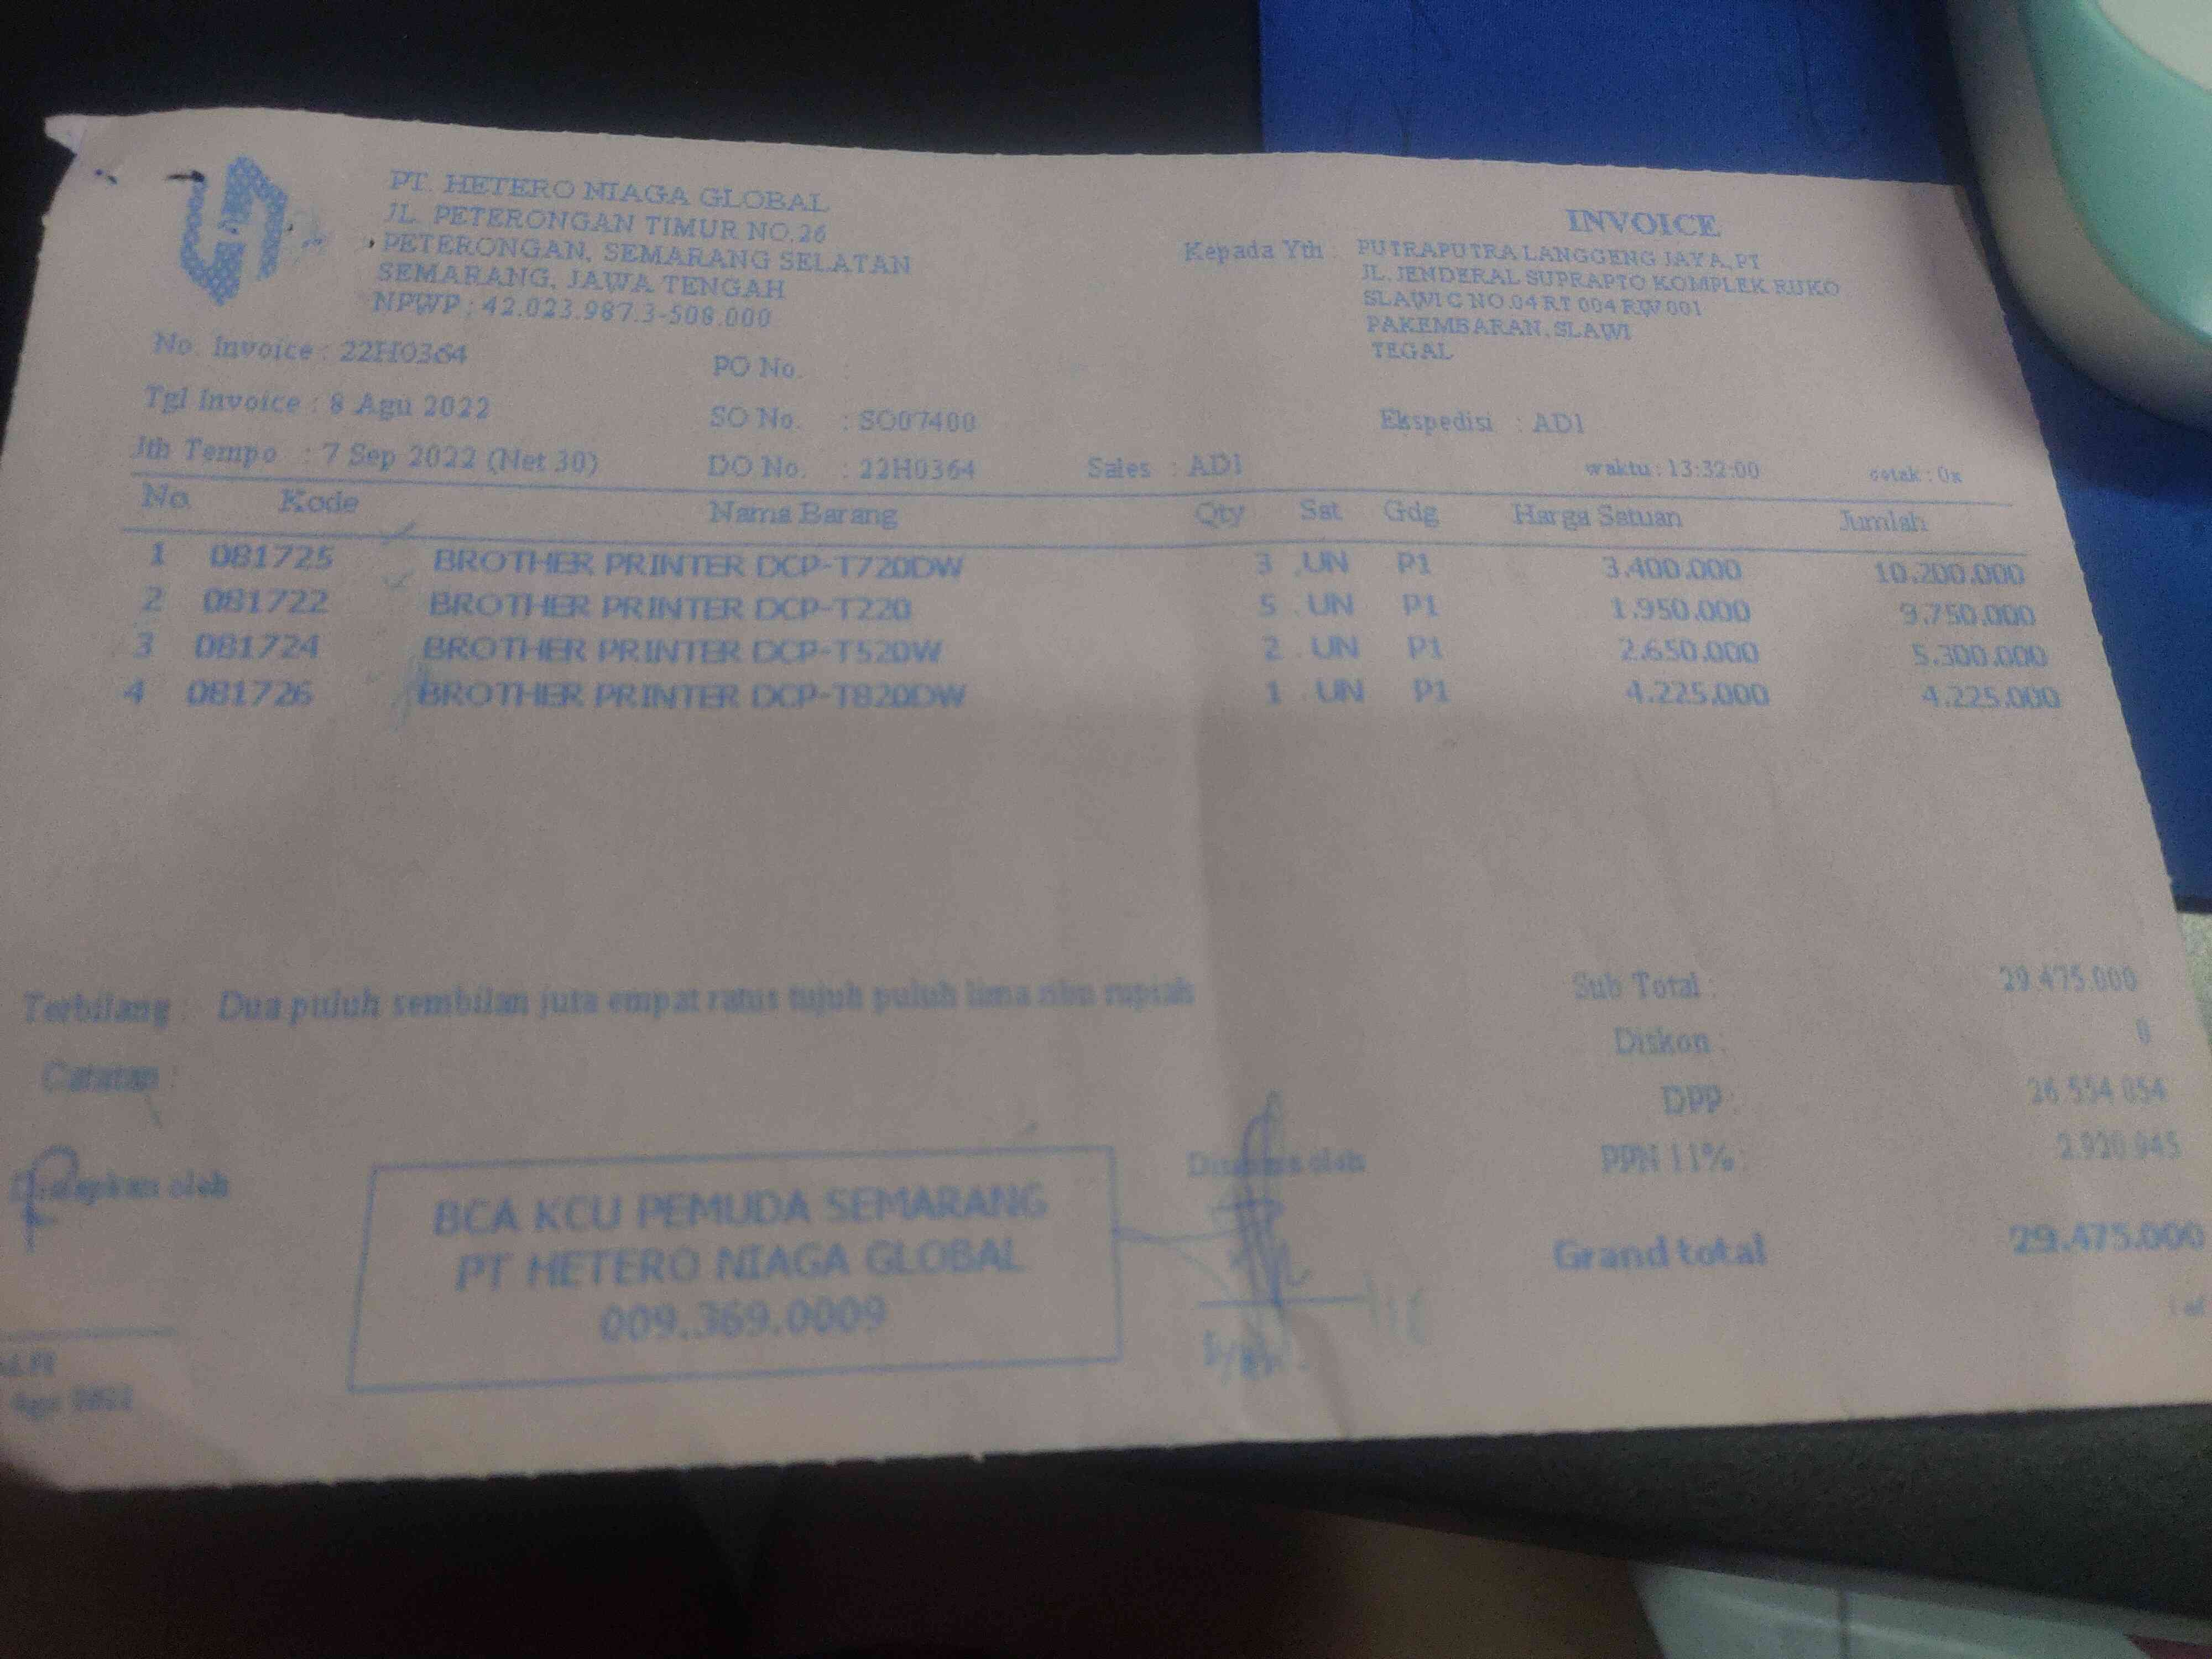 PT. HETERO NIAGA GLOBAL
JL. PETERONGAN TIMUR NO.26
PETERONGAN, SEMARANG SELATAN
SEMARANG, JAWA TENGAH
NPWP : 42.023.987.3-508.000
INVOICE
Kepada Yth : PUTRAPUTRA LANGGENG JAYA, PT
JL. JENDERAL SUPRAPTO KOMPLEK RUKO
SLAWI C NO.04 RT 004 RW 001
PAKEMBARAN, SLAWI
TEGAL
No. Invoice : 22H0364 PO No. :
Tgl Invoice : 8 Agu 2022 SO No. : SO07400 Ekspedisi : ADI
Jth Tempo : 7 Sep 2022 (Net 30) DO No. : 22H0364 Sales : ADI waktu : 13:32:00 cetak : 0x
No. Kode Nama Barang Qty Sat Gdg Harga Satuan Jumlah
1 081725 BROTHER PRINTER DCP-T720DW 3 UN P1 3.400.000 10.200.000
2 081722 BROTHER PRINTER DCP-T220 5 UN P1 1.950.000 9.750.000
3 081724 BROTHER PRINTER DCP-T520W 2 UN P1 2.650.000 5.300.000
4 081726 BROTHER PRINTER DCP-T820DW 1 UN P1 4.225.000 4.225.000
Terbilang : Dua puluh sembilan juta empat ratus tujuh puluh lima ribu rupiah
Sub Total : 29.475.000
Diskon : 0
Catatan :
DPP : 26.554.054
PPN 11% : 2.920.945
Grand total 29.475.000
Disiapkan oleh
BCA KCU PEMUDA SEMARANG
PT HETERO NIAGA GLOBAL
009.369.0009
Diterima oleh
2022